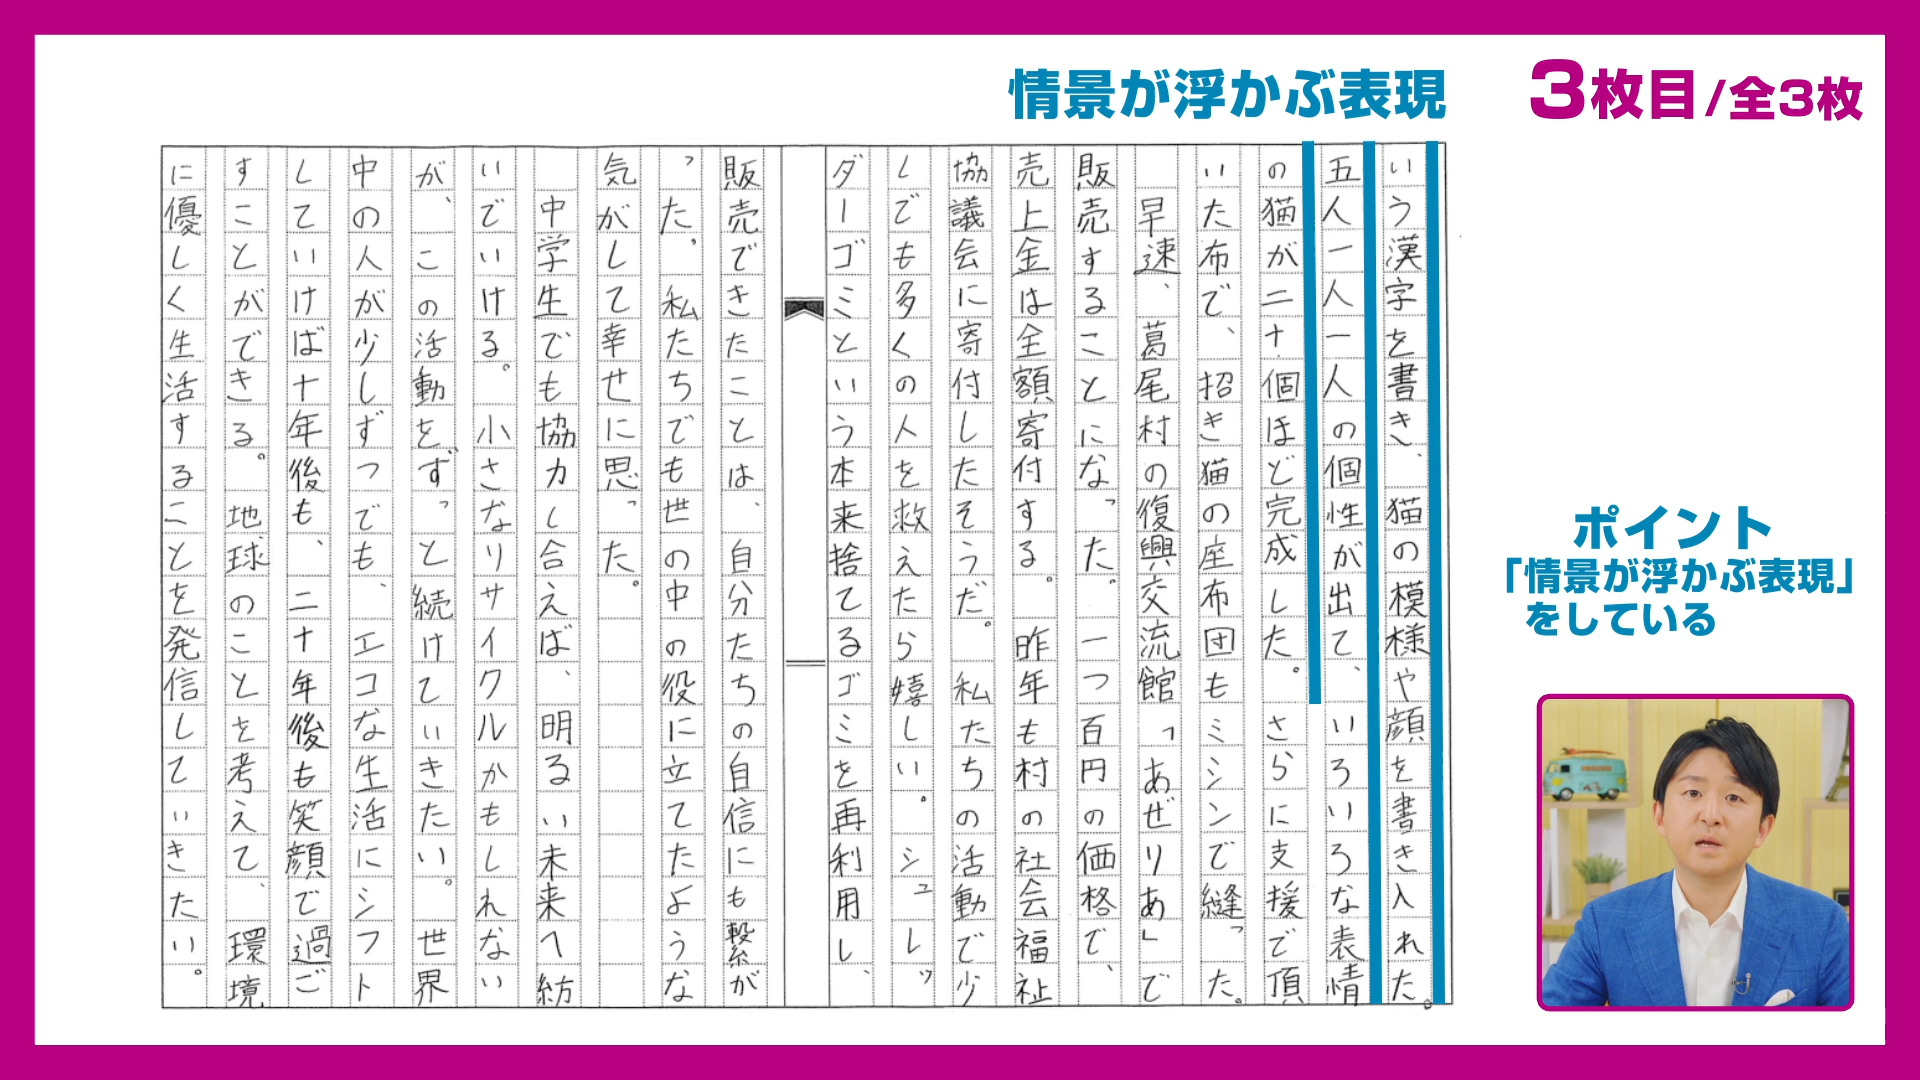 情景が浮かぶ表現
3枚目/全3枚
いう漢字を書き、猫の模様や顔を書き入れた。
五人一人一人の個性が出て、いろいろな表情
の猫が二十個ほど完成した。さらに支援で頂
いた布で、招き猫の座布団もミシンで縫った。
早速、葛尾村の復興交流館「あぜりあ」で
販売することになった。一つ百円の価格で、
売上金は全額寄付する。昨年も村の社会福祉
協議会に寄付したそうだ。私たちの活動で少
しでも多くの人を救えたら嬉しい。シュレッ
ダーゴミという本来捨てるゴミを再利用し、
販売できたことは、自分たちの自信にも繋が
った。私たちでも世の中の役に立てたような
気がして幸せに思った。
中学生でも協力し合えば、明るい未来へ紡
いでいける。小さなリサイクルかもしれない
が、この活動を、ずっと続けていきたい。世界
中の人が少しずつでも、エコな生活にシフト
していけば十年後も、二十年後も笑顔で過ご
すことができる。地球のことを考えて、環境
に優しく生活することを発信していきたい。
ポイント
「情景が浮かぶ表現」
をしている